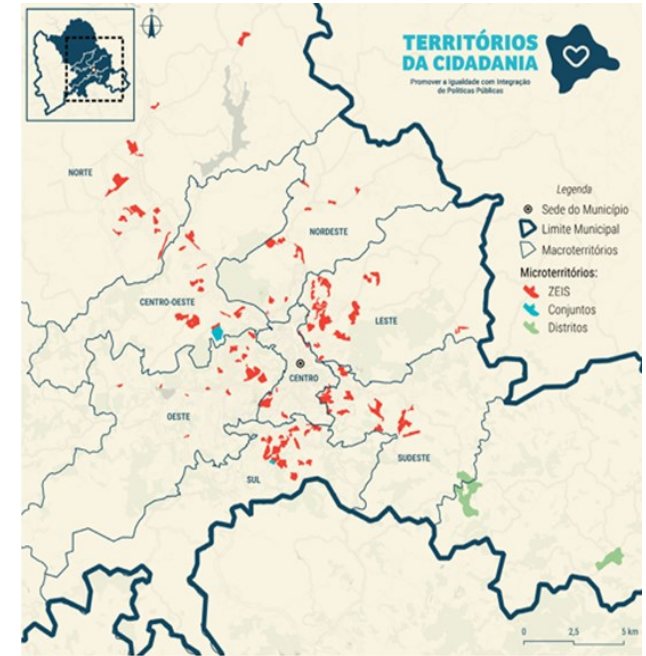 TERRITÓRIOS
DA CIDADANIA
Promover a Igualdade com Integração
de Políticas Públicas
NORTE
NORDESTE
CENTRO-OESTE
LESTE
CENTRO
OESTE
SUDESTE
SUL
Legenda
Sede do Município
Limite Municipal
Macroterritórios
Microterritórios:
ZEIS
Conjuntos
Distritos
0 2,5 5 km